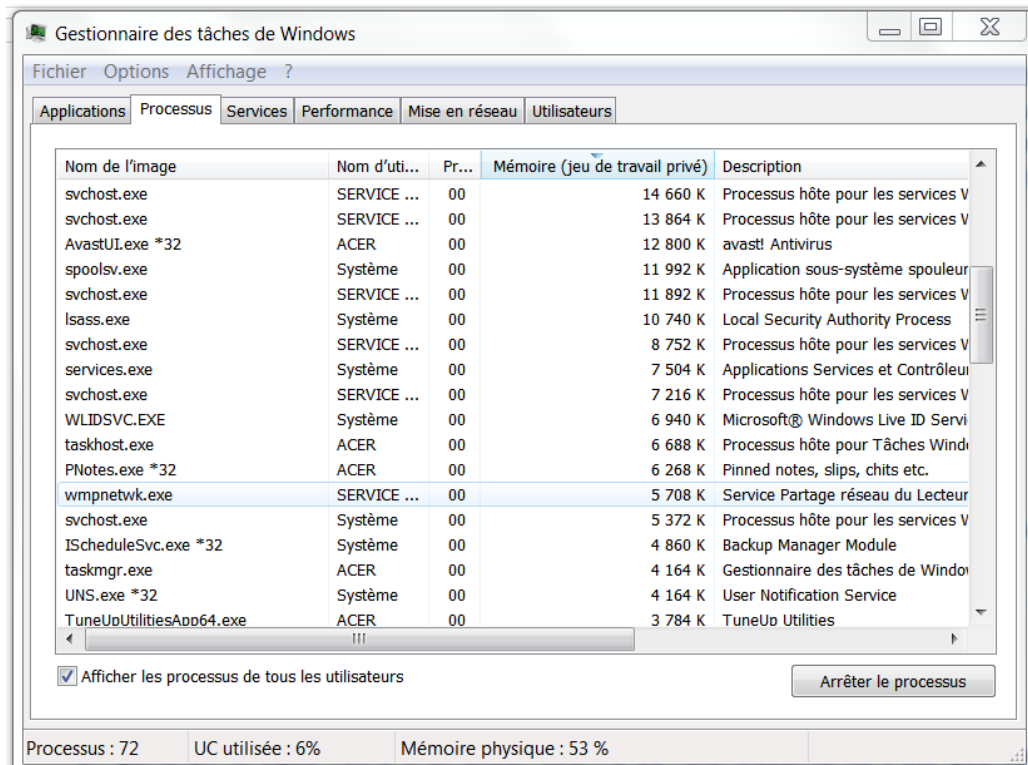 Gestionnaire des tâches de Windows
Fichier Options Affichage ?
Applications Processus Services Performance Mise en réseau Utilisateurs
Nom de l'image Nom d'uti... Pr... Mémoire (jeu de travail privé) Description
svchost.exe SERVICE ... 00 14 660 K Processus hôte pour les services W
svchost.exe SERVICE ... 00 13 864 K Processus hôte pour les services W
AvastUI.exe *32 ACER 00 12 800 K avast! Antivirus
spoolsv.exe Système 00 11 992 K Application sous-système spouleur
svchost.exe SERVICE ... 00 11 892 K Processus hôte pour les services W
lsass.exe Système 00 10 740 K Local Security Authority Process
svchost.exe SERVICE ... 00 8 752 K Processus hôte pour les services W
services.exe Système 00 7 504 K Applications Services et Contrôleur
svchost.exe SERVICE ... 00 7 216 K Processus hôte pour les services W
WLIDSVC.EXE Système 00 6 940 K Microsoft® Windows Live ID Servi
taskhost.exe ACER 00 6 688 K Processus hôte pour Tâches Windo
PNotes.exe *32 ACER 00 6 268 K Pinned notes, slips, chits etc.
wmpnetwk.exe SERVICE ... 00 5 708 K Service Partage réseau du Lecteur
svchost.exe Système 00 5 372 K Processus hôte pour les services W
IScheduleSvc.exe *32 Système 00 4 860 K Backup Manager Module
taskmgr.exe ACER 00 4 164 K Gestionnaire des tâches de Window
UNS.exe *32 Système 00 4 164 K User Notification Service
TuneUpUtilitiesApp64.exe ACER 00 3 784 K TuneUp Utilities
Afficher les processus de tous les utilisateurs
Arrêter le processus
Processus : 72 UC utilisée : 6% Mémoire physique : 53 %